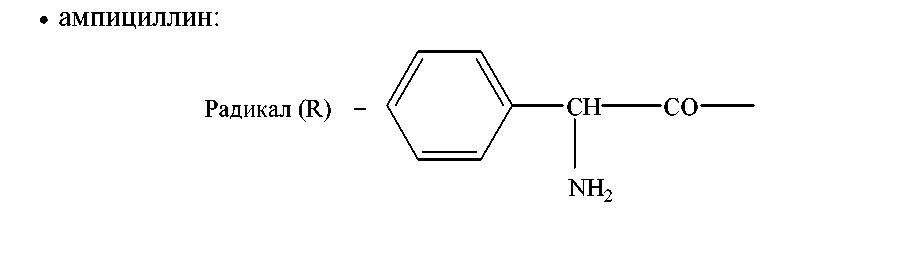 • ампициллин:
Радикал (R) – CH CO
NH₂